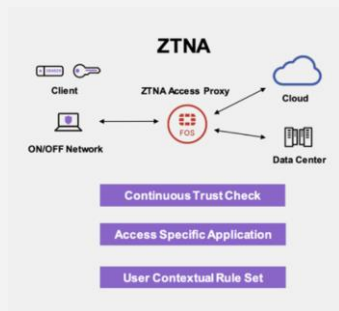 ZTNA
Client
ZTNA Access Proxy
Cloud
FOS
ON/OFF Network
Data Center
Continuous Trust Check
Access Specific Application
User Contextual Rule Set